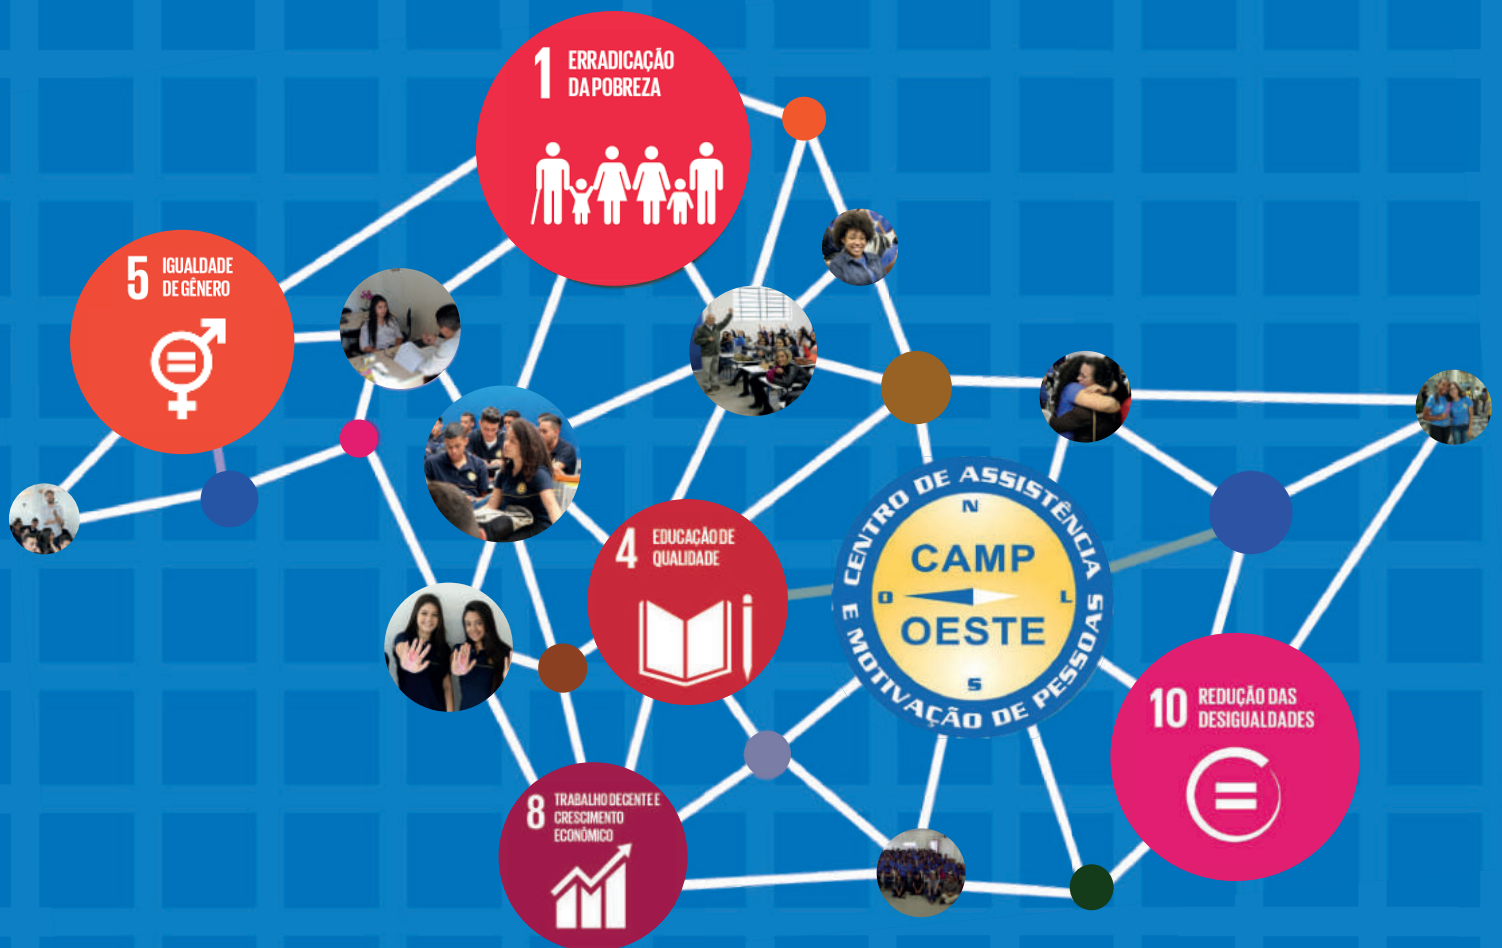 1
ERRADICAÇÃO
DA POBREZA
5
IGUALDADE
DE GÊNERO
4
EDUCAÇÃO DE
QUALIDADE
CENTRO DE ASSISTÊNCIA
E MOTIVAÇÃO DE PESSOAS
N
CAMP
O L
OESTE
S
10
REDUÇÃO DAS
DESIGUALDADES
8
TRABALHO DECENTE E
CRESCIMENTO
ECONÔMICO